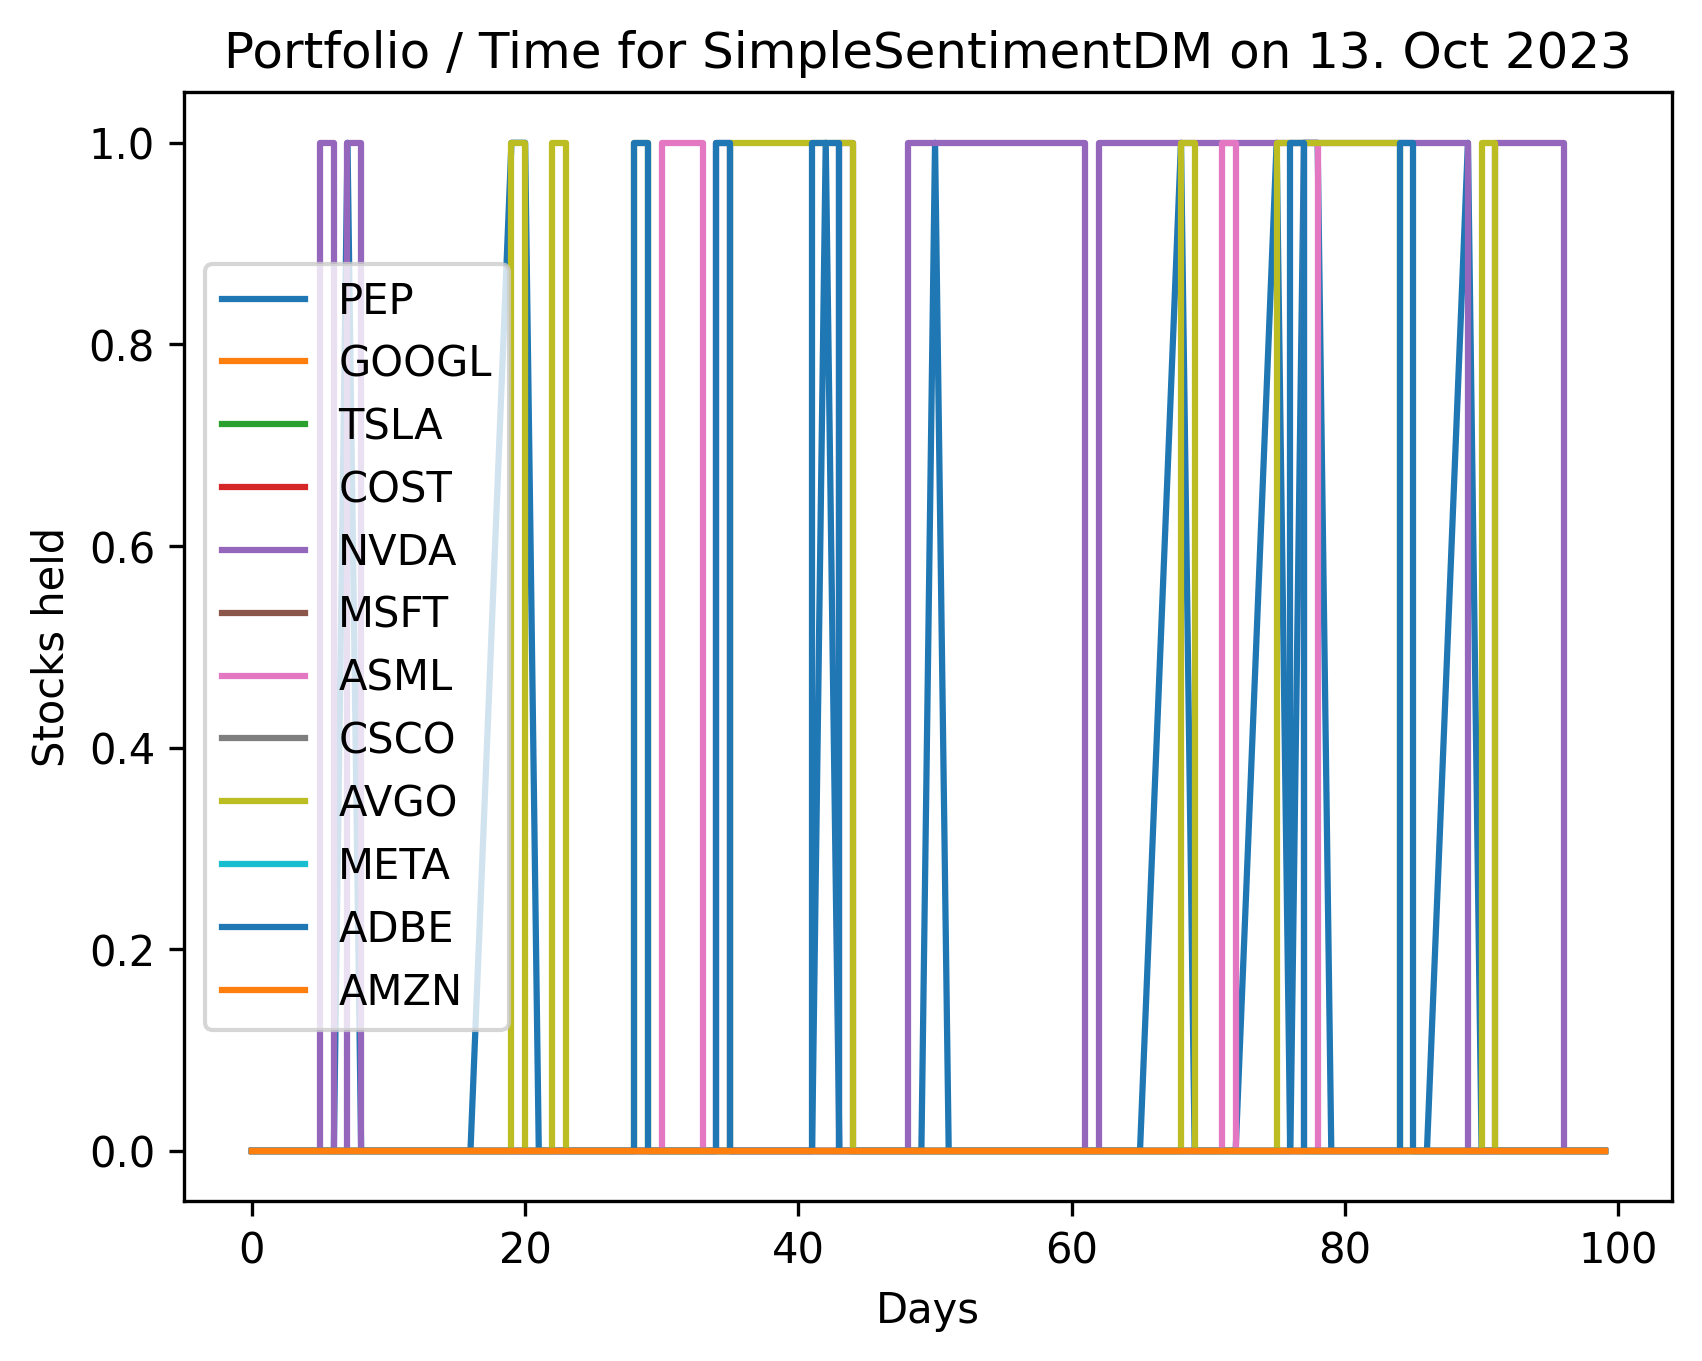 Portfolio / Time for SimpleSentimentDM on 13. Oct 2023
1.0
0.8
0.6
0.4
0.2
0.0
Stocks held
PEP
GOOGL
TSLA
COST
NVDA
MSFT
ASML
CSCO
AVGO
META
ADBE
AMZN
0 20 40 60 80 100
Days